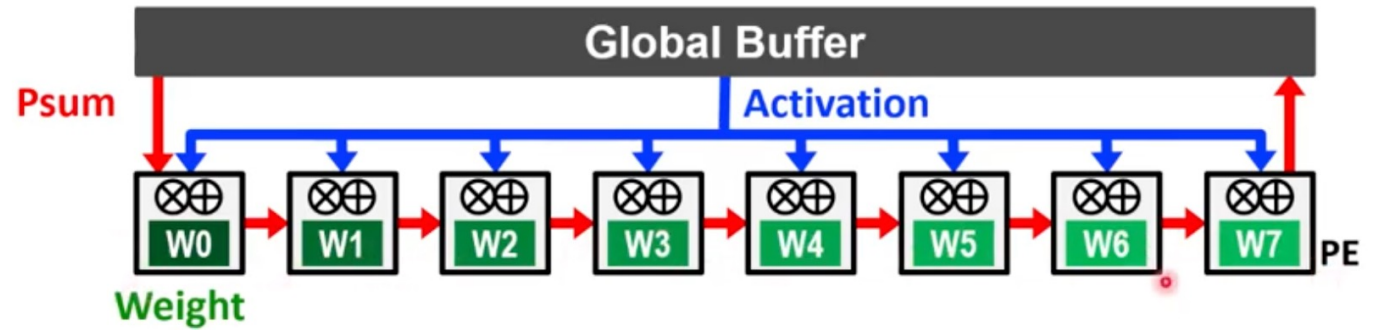 Global Buffer
Psum
Activation
W0 W1 W2 W3 W4 W5 W6 W7
PE
Weight